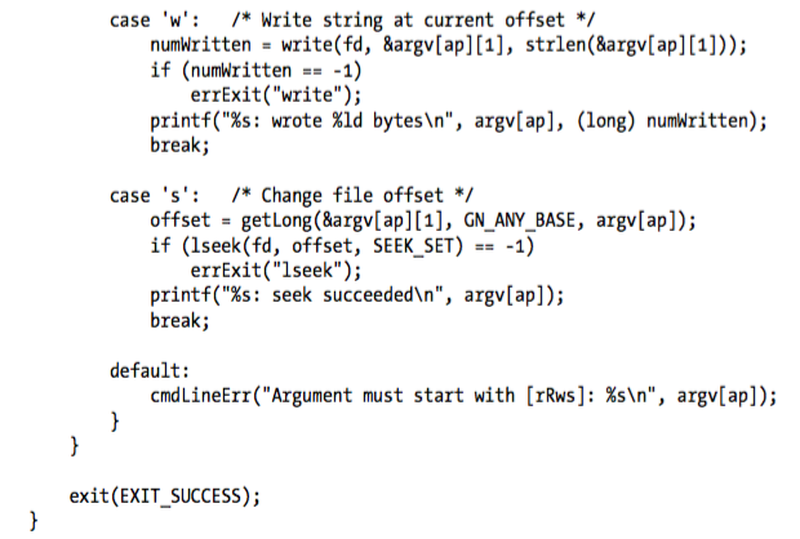 case 'w':   /* Write string at current offset */
numWritten = write(fd, &argv[ap][1], strlen(&argv[ap][1]));
if (numWritten == -1)
errExit("write");
printf("%s: wrote %ld bytes\n", argv[ap], (long) numWritten);
break;
case 's':   /* Change file offset */
offset = getLong(&argv[ap][1], GN_ANY_BASE, argv[ap]);
if (lseek(fd, offset, SEEK_SET) == -1)
errExit("lseek");
printf("%s: seek succeeded\n", argv[ap]);
break;
default:
cmdLineErr("Argument must start with [rRws]: %s\n", argv[ap]);
}
}
exit(EXIT_SUCCESS);
}